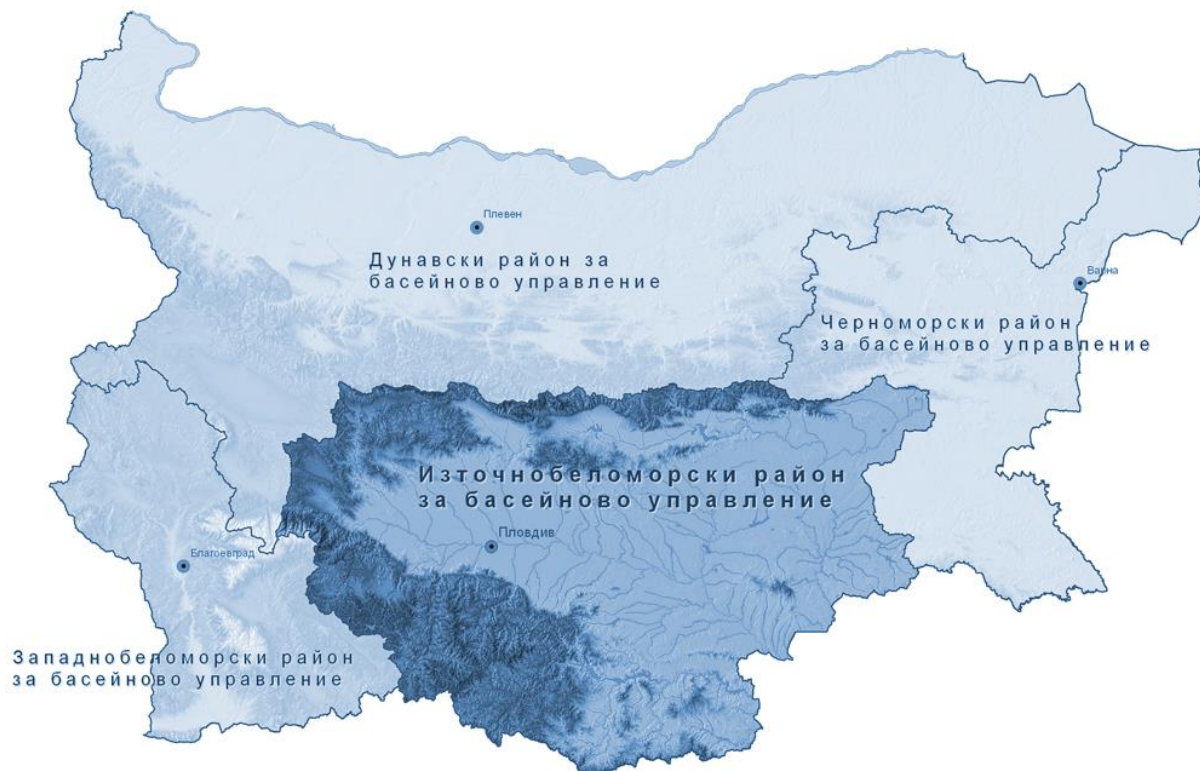 Плевен
Дунавски район за
басейново управление
Варна
Черноморски район
за басейново управление
Източнобеломорски район
за басейново управление
Пловдив
Благоевград
Западнобеломорски район
за басейново управление